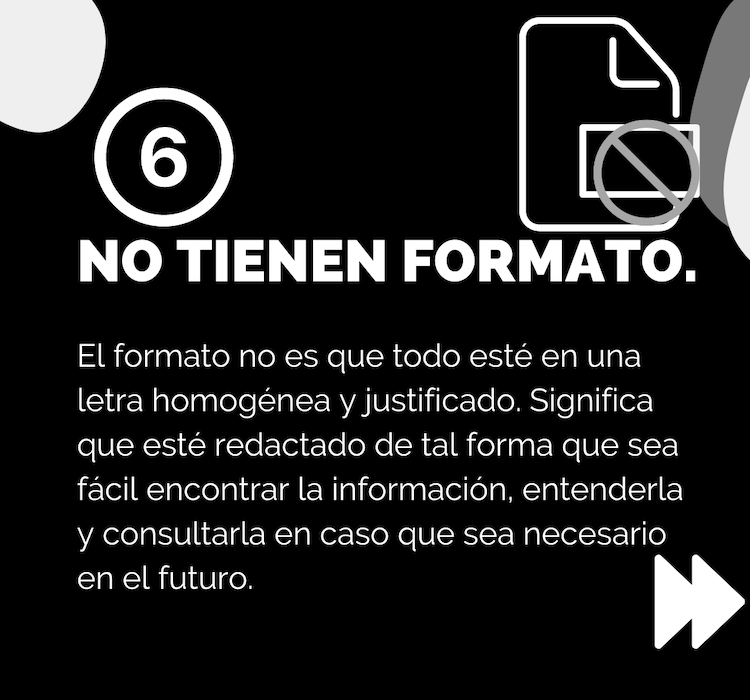 6
NO TIENEN FORMATO.
El formato no es que todo esté en una
letra homogénea y justificado. Significa
que esté redactado de tal forma que sea
fácil encontrar la información, entenderla
y consultarla en caso que sea necesario
en el futuro.